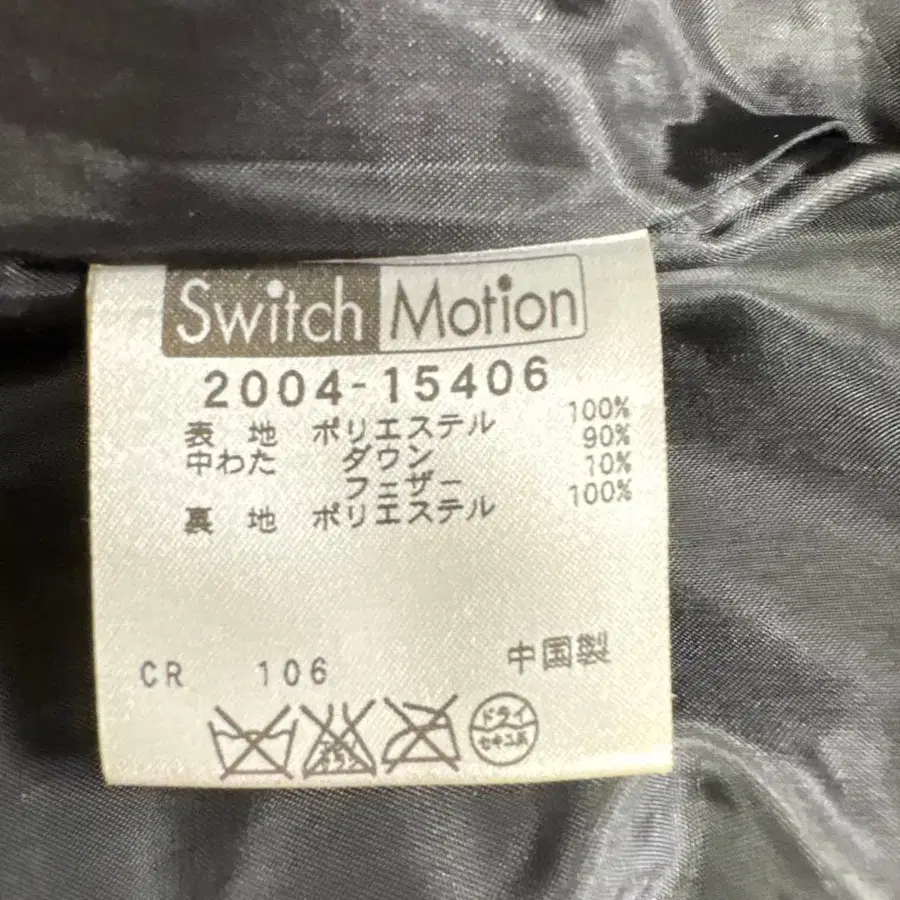 Switch Motion
2004-15406
表 地 ポリエステル 100%
中わた ダウン 90%
フェザー 10%
裏 地 ポリエステル 100%
CR 106 中国製
ドライ
セキユ系